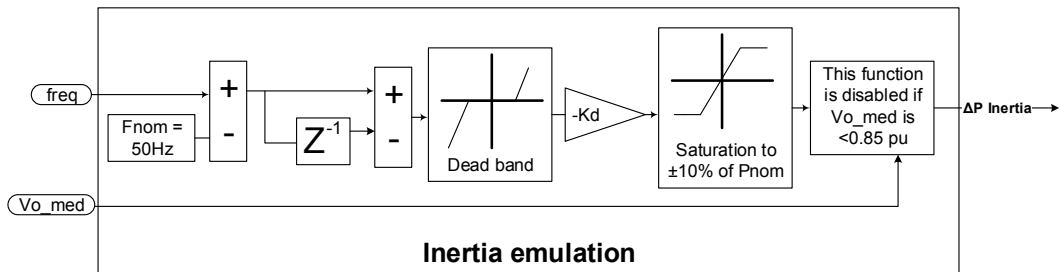 freq
Fnom =
50Hz
+
-
Z-1
+
-
Dead band
-Kd
Saturation to
±10% of Pnom
This function
is disabled if
Vo_med is
<0.85 pu
ΔP Inertia
Vo_med
Inertia emulation